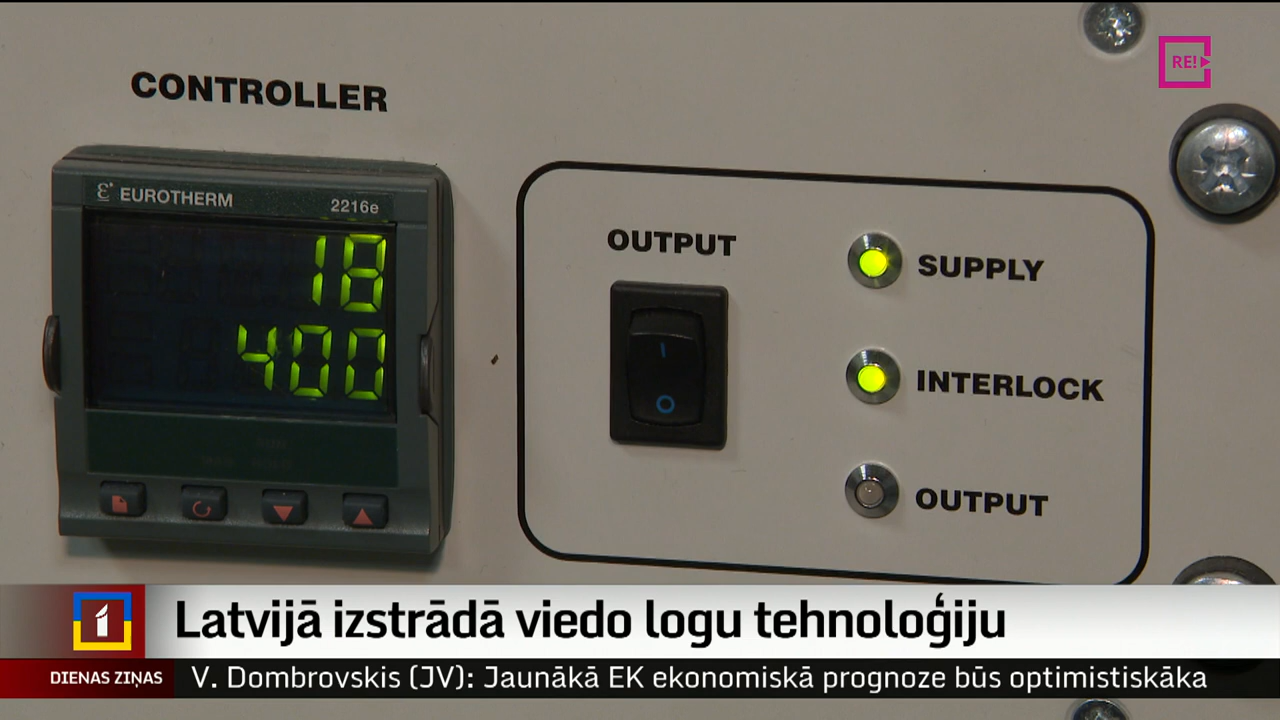 RE!
CONTROLLER
EUROTHERM
2216e
18
400
OUTPUT
I
O
SUPPLY
INTERLOCK
OUTPUT
1
Latvijā izstrādā viedo logu tehnoloģiju
DIENAS ZIŅAS
V. Dombrovskis (JV): Jaunākā EK ekonomiskā prognoze būs optimistiskāka